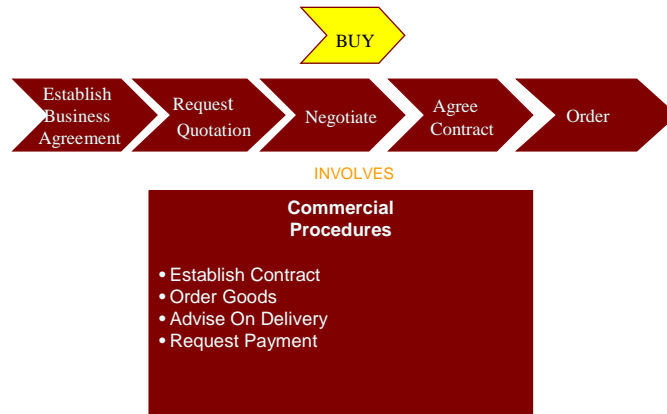 BUY
Establish
Business
Agreement
Request
Quotation
Negotiate
Agree
Contract
Order
INVOLVES
Commercial
Procedures
• Establish Contract
• Order Goods
• Advise On Delivery
• Request Payment